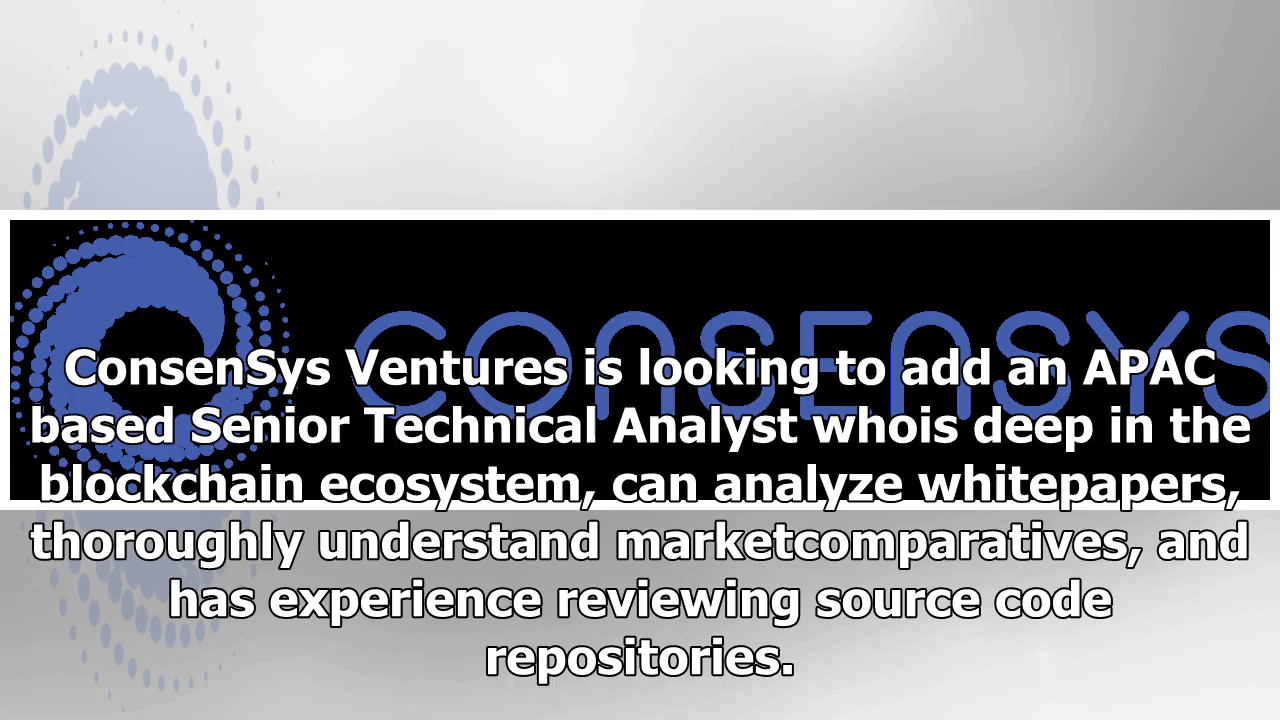 CONSENSYS
ConsenSys Ventures is looking to add an APAC
based Senior Technical Analyst whois deep in the
blockchain ecosystem, can analyze whitepapers,
thoroughly understand marketcomparatives, and
has experience reviewing source code
repositories.